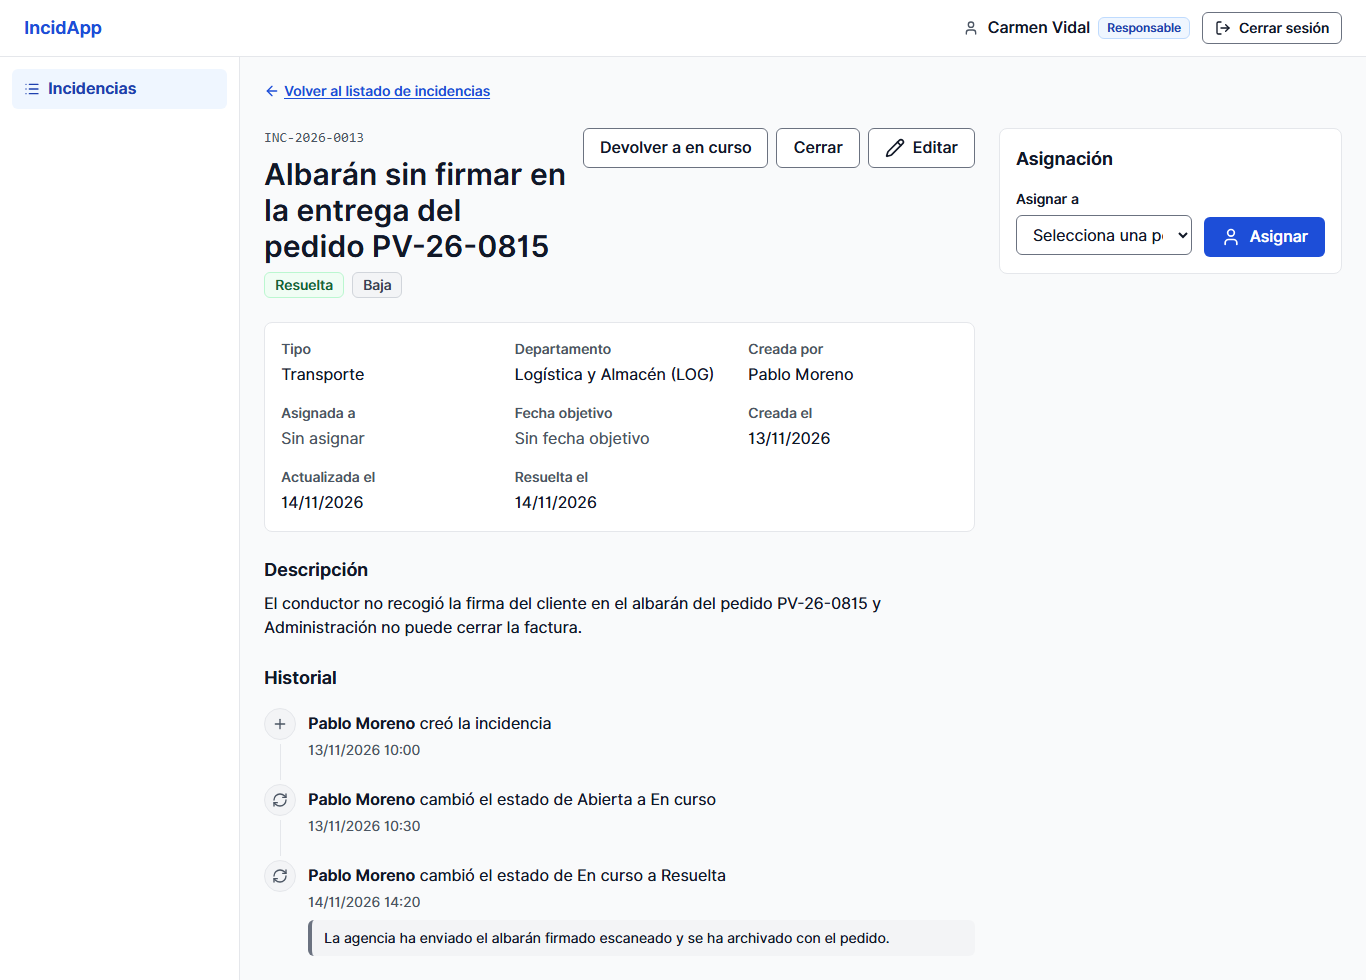 IncidApp
Carmen Vidal
Responsable
Cerrar sesión
Incidencias
Volver al listado de incidencias
INC-2026-0013
Albarán sin firmar en
la entrega del
pedido PV-26-0815
Devolver a en curso
Cerrar
Editar
Resuelta
Baja
Tipo
Transporte
Departamento
Logística y Almacén (LOG)
Creada por
Pablo Moreno
Asignada a
Sin asignar
Fecha objetivo
Sin fecha objetivo
Creada el
13/11/2026
Actualizada el
14/11/2026
Resuelta el
14/11/2026
Descripción
El conductor no recogió la firma del cliente en el albarán del pedido PV-26-0815 y
Administración no puede cerrar la factura.
Historial
Pablo Moreno creó la incidencia
13/11/2026 10:00
Pablo Moreno cambió el estado de Abierta a En curso
13/11/2026 10:30
Pablo Moreno cambió el estado de En curso a Resuelta
14/11/2026 14:20
La agencia ha enviado el albarán firmado escaneado y se ha archivado con el pedido.
Asignación
Asignar a
Selecciona una p
Asignar